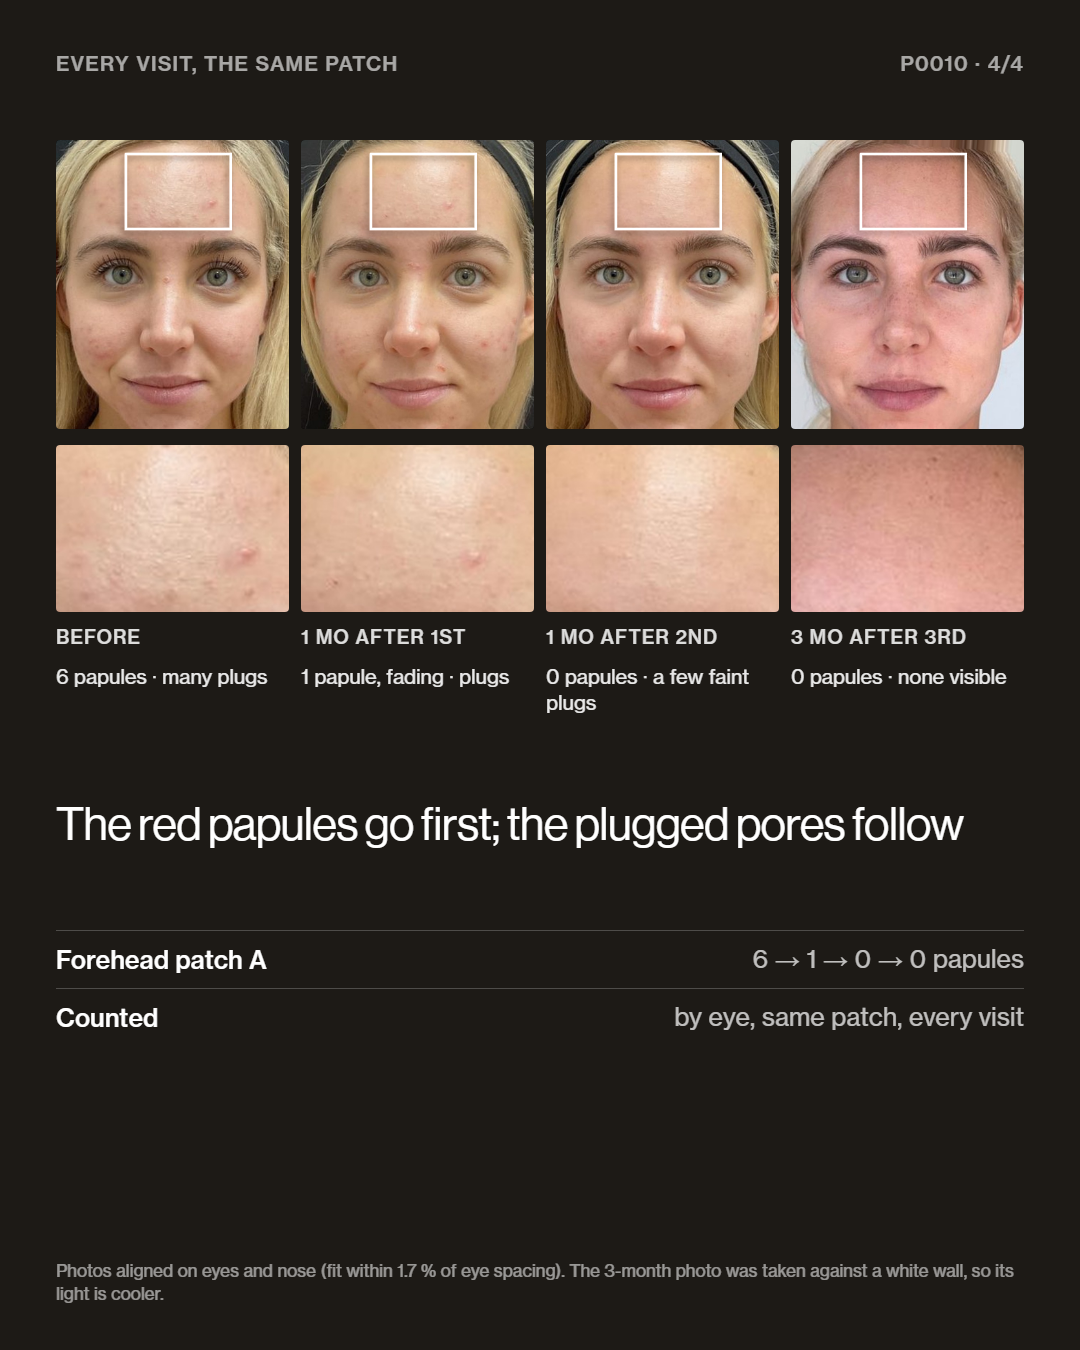 EVERY VISIT, THE SAME PATCH
P0010 · 4/4
BEFORE
6 papules · many plugs
1 MO AFTER 1ST
1 papule, fading · plugs
1 MO AFTER 2ND
0 papules · a few faint
plugs
3 MO AFTER 3RD
0 papules · none visible
The red papules go first; the plugged pores follow
Forehead patch A
6 → 1 → 0 → 0 papules
Counted
by eye, same patch, every visit
Photos aligned on eyes and nose (fit within 1.7 % of eye spacing). The 3-month photo was taken against a white wall, so its
light is cooler.